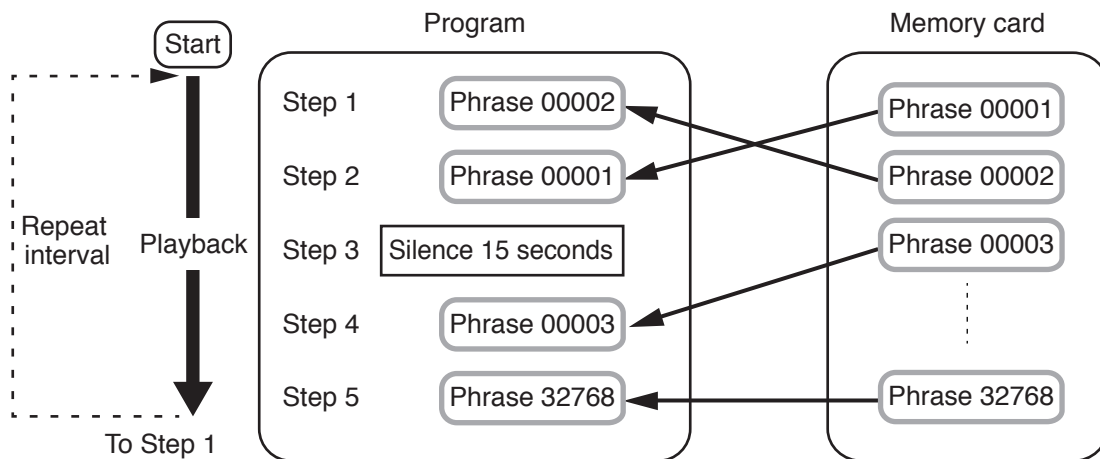 Program
Memory card
Start
Step 1
Phrase 00002
Phrase 00001
Step 2
Phrase 00001
Phrase 00002
Repeat
interval
Playback
Step 3
Silence 15 seconds
Phrase 00003
Step 4
Phrase 00003
Step 5
Phrase 32768
Phrase 32768
To Step 1